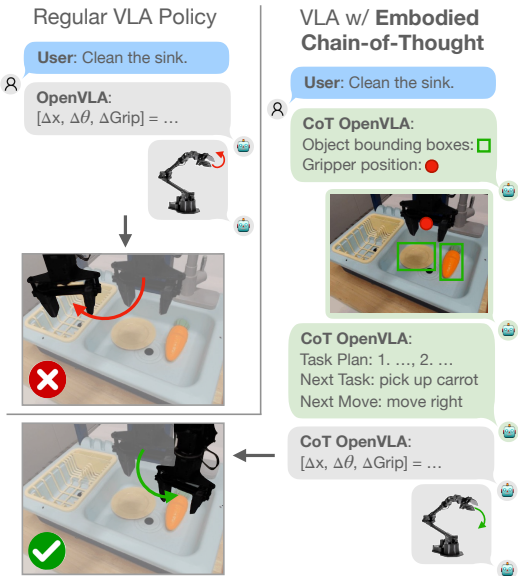 Regular VLA Policy
User: Clean the sink.
OpenVLA:
[Δx, Δθ, ΔGrip] = …
VLA w/ Embodied
Chain-of-Thought
User: Clean the sink.
CoT OpenVLA:
Object bounding boxes:
Gripper position:
CoT OpenVLA:
Task Plan: 1. …, 2. …
Next Task: pick up carrot
Next Move: move right
CoT OpenVLA:
[Δx, Δθ, ΔGrip] = …